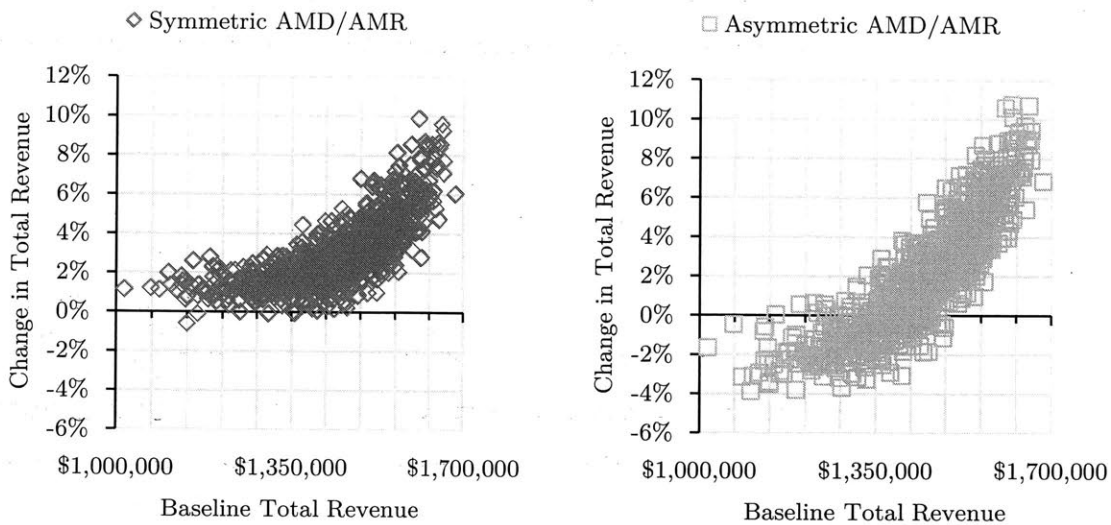 Symmetric AMD/AMR
12%
10%
8%
6%
4%
2%
0%
-2%
-4%
-6%
Change in Total Revenue
$1,000,000 $1,350,000 $1,700,000
Baseline Total Revenue
Asymmetric AMD/AMR
12%
10%
8%
6%
4%
2%
0%
-2%
-4%
-6%
Change in Total Revenue
$1,000,000 $1,350,000 $1,700,000
Baseline Total Revenue